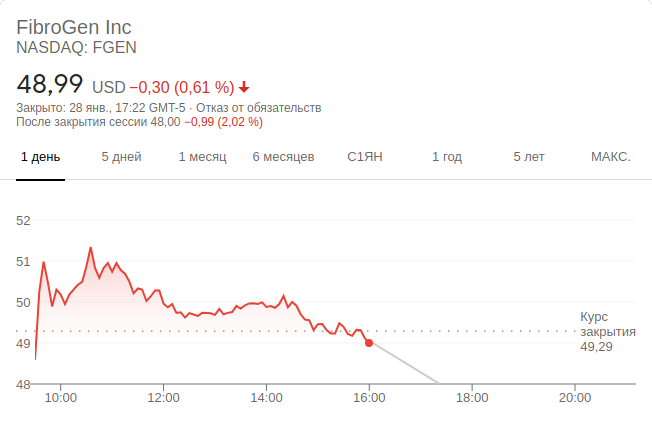 FibroGen Inc
NASDAQ: FGEN
48,99 USD −0,30 (0,61 %)
Закрыто: 28 янв., 17:22 GMT-5 · Отказ от обязательств
После закрытия сессии 48,00 −0,99 (2,02 %)
1 день 5 дней 1 месяц 6 месяцев С1ЯН 1 год 5 лет МАКС.
52
51
50
Курс
закрытия
49,29
49
48
10:00 12:00 14:00 16:00 18:00 20:00